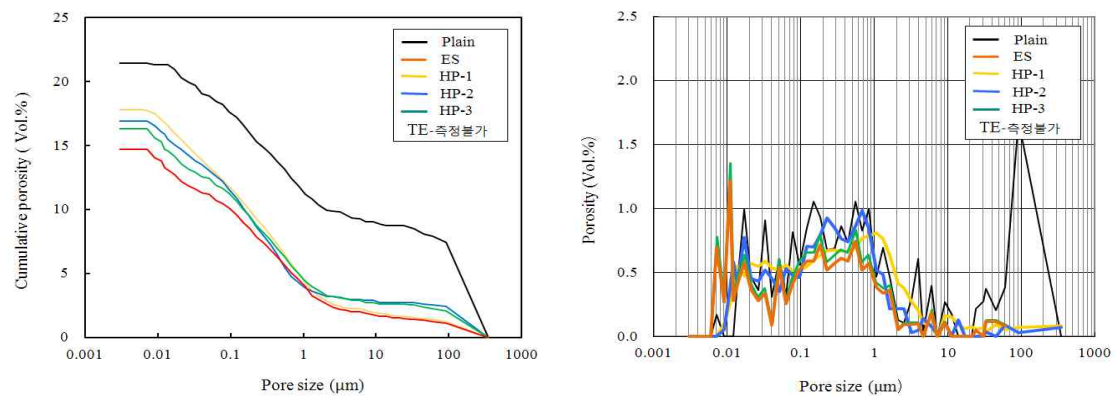 25
20
15
10
5
0
0.001 0.01 0.1 1 10 100 1000
Cumulative porosity ( Vol.% )
Pore size (μm)
Plain
ES
HP-1
HP-2
HP-3
TE-측정불가
2.5
2.0
1.5
1.0
0.5
0.0
0.001 0.01 0.1 1 10 100 1000
Porosity (Vol.%)
Pore size (μm)
Plain
ES
HP-1
HP-2
HP-3
TE-측정불가